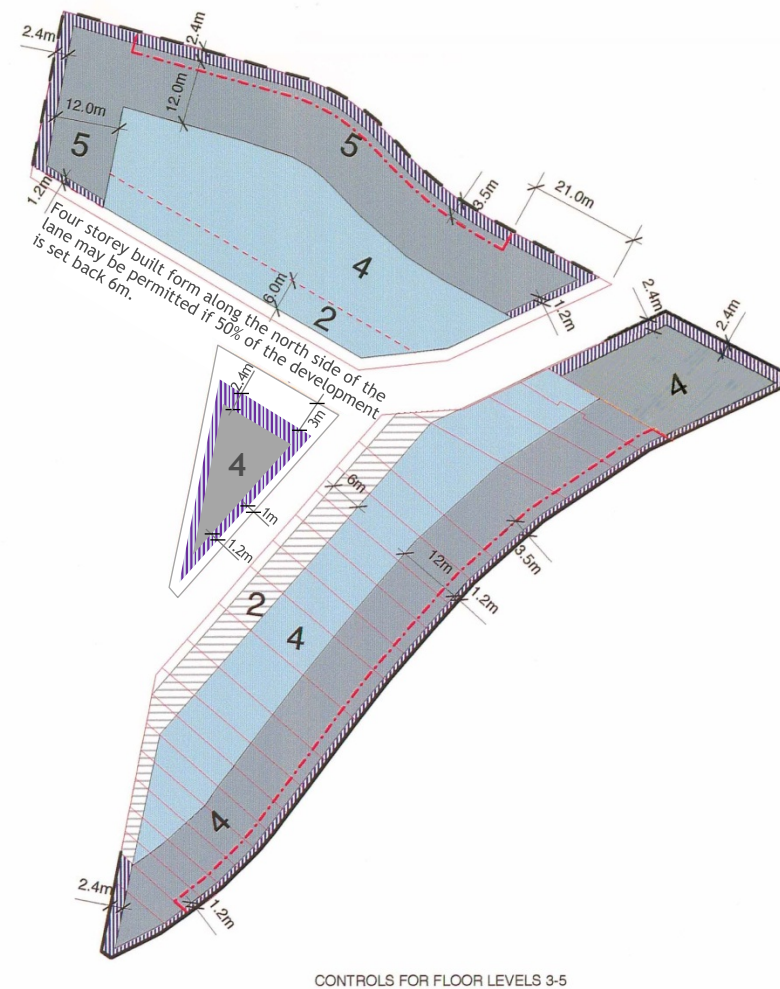 2.4m
2.4m
12.0m
12.0m
5
5
1.2m
3.5m
21.0m
4
6.0m
2
1.2m
Four storey built form along the north side of the
lane may be permitted if 50% of the development
is set back 6m.
2.4m
2.4m
4
2.4m
3m
4
1m
1.2m
6m
3.5m
12m
1.2m
2
4
4
2.4m
1.2m
CONTROLS FOR FLOOR LEVELS 3-5